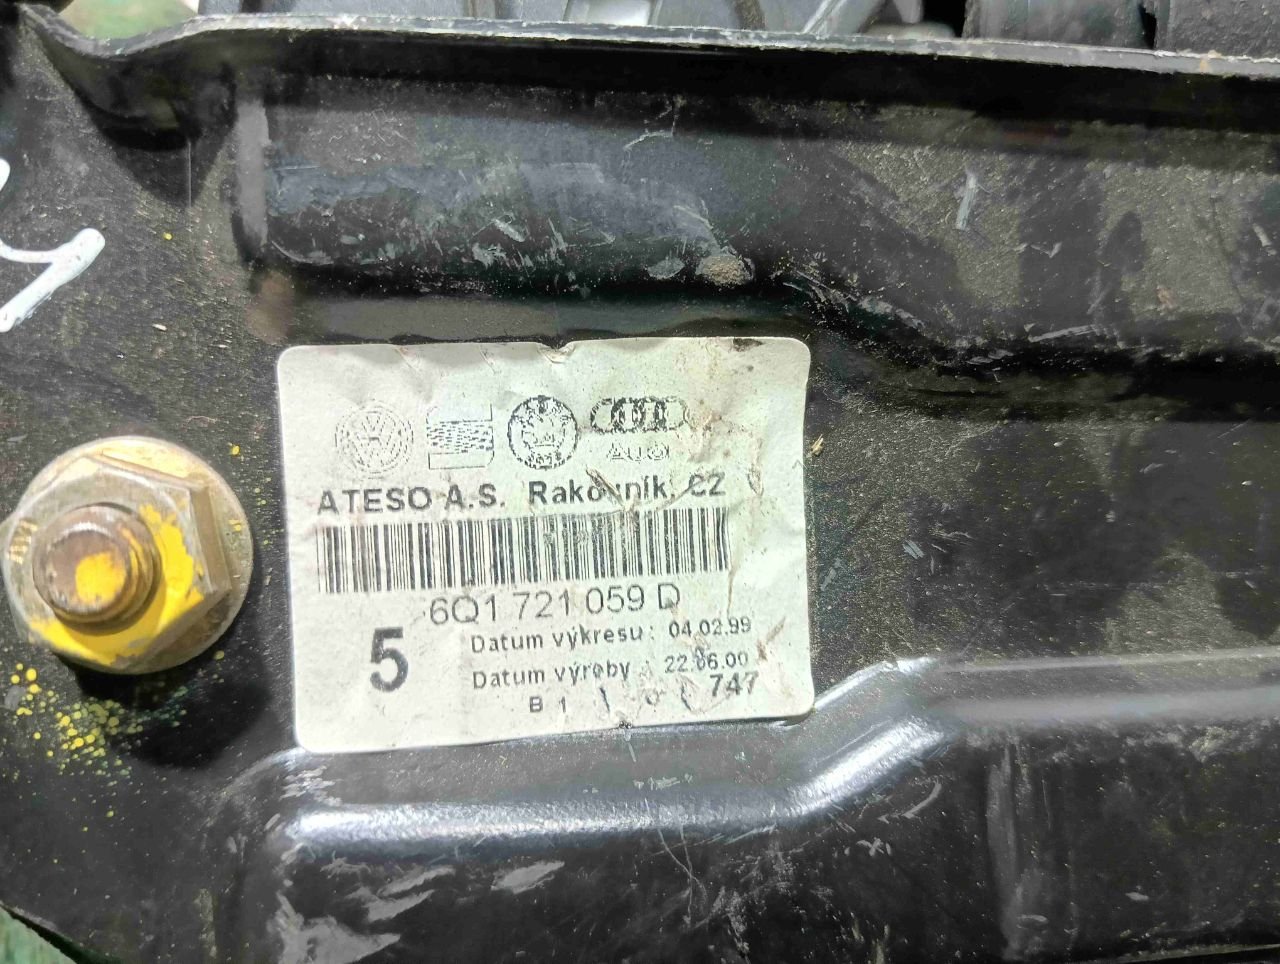 AUDI
ATESO A.S. Rakovník CZ
6Q1 721 059 D
5
Datum výkresu: 04.02.99
Datum výroby : 22.06.00
B 1 747